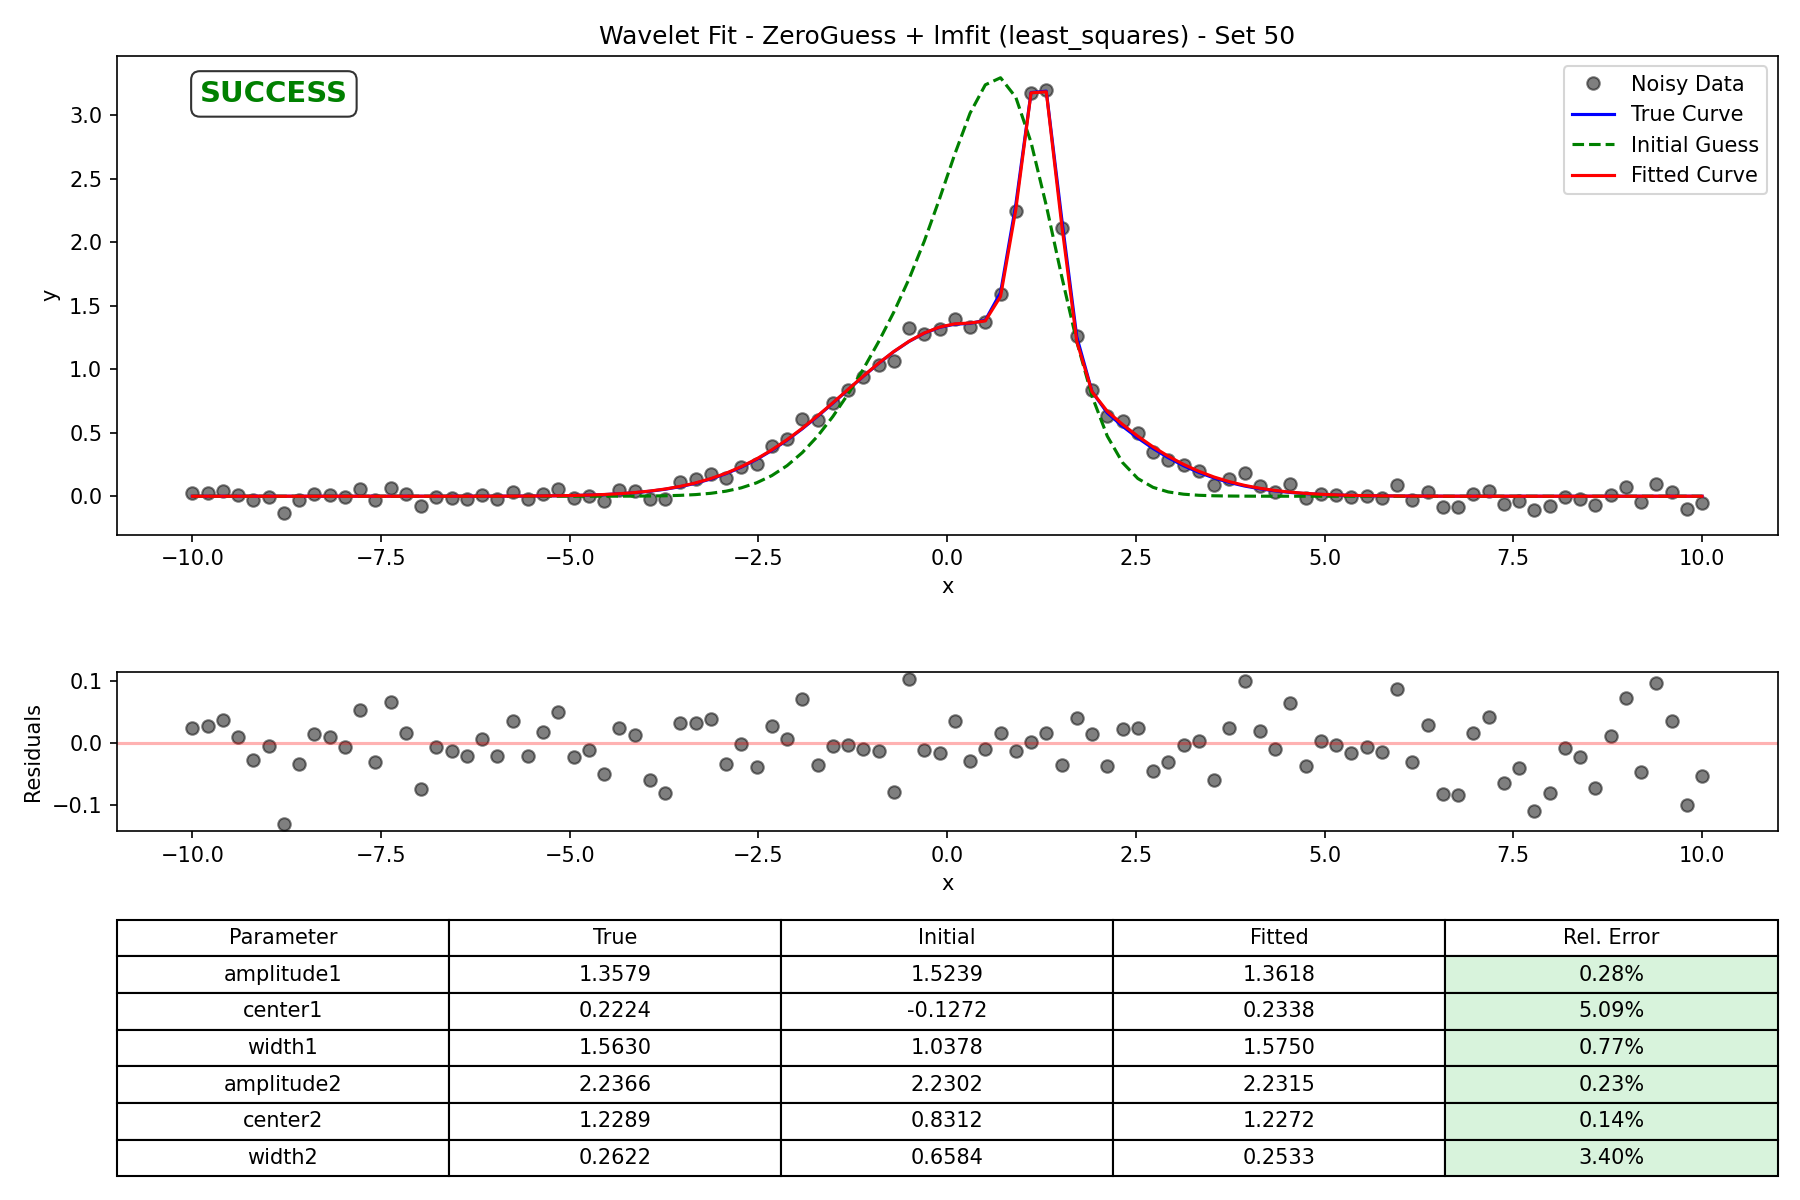 Wavelet Fit - ZeroGuess + lmfit (least_squares) - Set 50
SUCCESS
Noisy Data
True Curve
Initial Guess
Fitted Curve
y
3.0
2.5
2.0
1.5
1.0
0.5
0.0
−10.0 −7.5 −5.0 −2.5 0.0 2.5 5.0 7.5 10.0
x
Residuals
0.1
0.0
−0.1
−10.0 −7.5 −5.0 −2.5 0.0 2.5 5.0 7.5 10.0
x
Parameter True Initial Fitted Rel. Error
amplitude1 1.3579 1.5239 1.3618 0.28%
center1 0.2224 -0.1272 0.2338 5.09%
width1 1.5630 1.0378 1.5750 0.77%
amplitude2 2.2366 2.2302 2.2315 0.23%
center2 1.2289 0.8312 1.2272 0.14%
width2 0.2622 0.6584 0.2533 3.40%